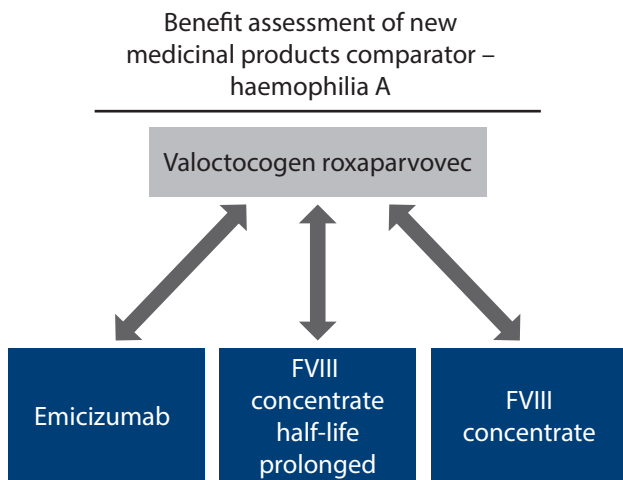 Benefit assessment of new
medicinal products comparator –
haemophilia A
Valoctocogen roxaparvovec
Emicizumab
FVIII
concentrate
half-life
prolonged
FVIII
concentrate